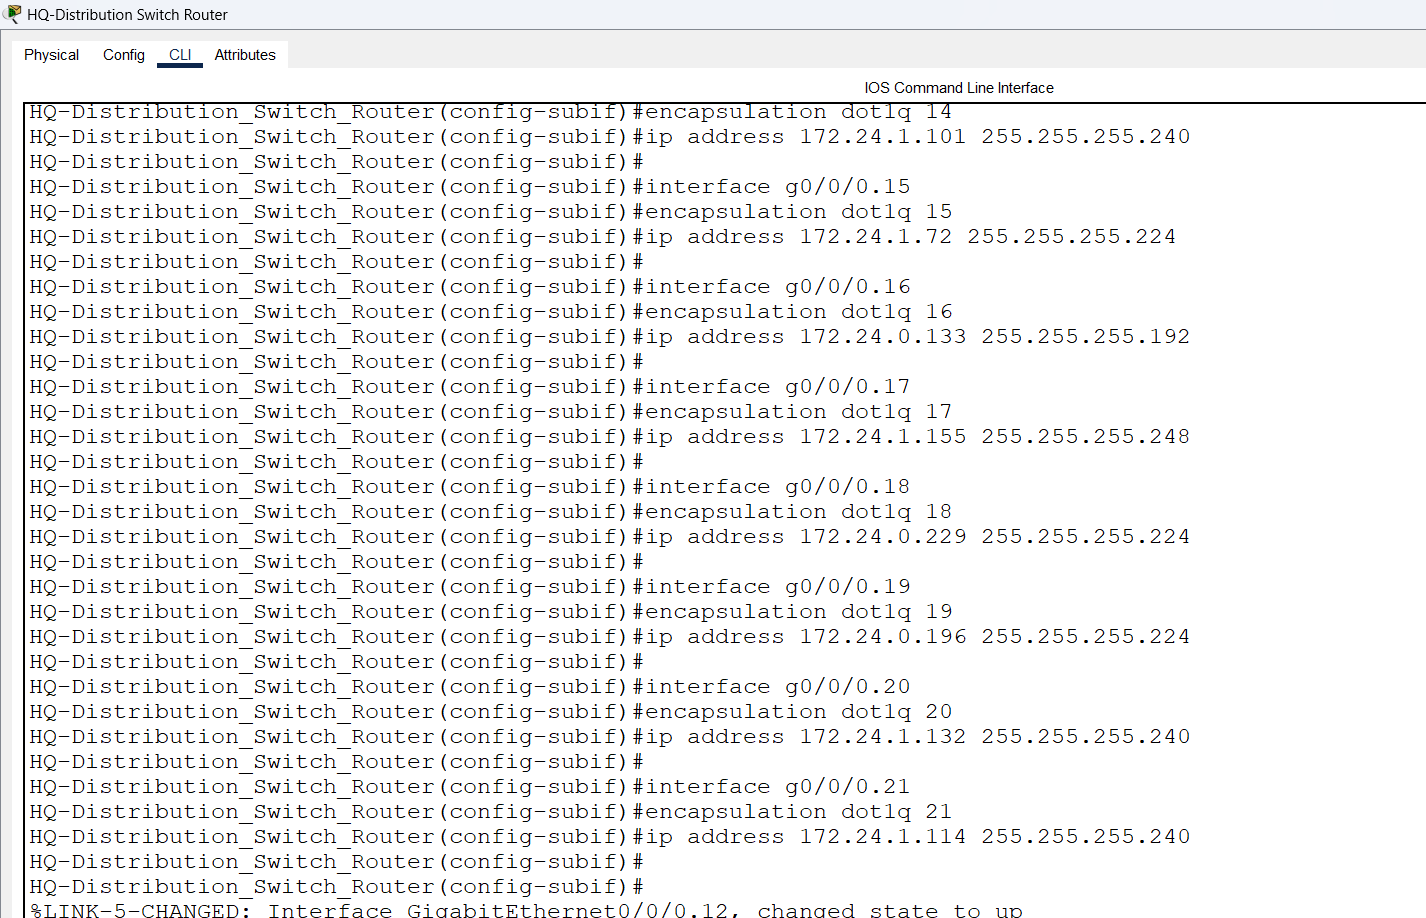 HQ-Distribution Switch Router
Physical Config CLI Attributes
IOS Command Line Interface
HQ-Distribution_Switch_Router(config-subif)#encapsulation dot1q 14
HQ-Distribution_Switch_Router(config-subif)#ip address 172.24.1.101 255.255.255.240
HQ-Distribution_Switch_Router(config-subif)#
HQ-Distribution_Switch_Router(config-subif)#interface g0/0/0.15
HQ-Distribution_Switch_Router(config-subif)#encapsulation dot1q 15
HQ-Distribution_Switch_Router(config-subif)#ip address 172.24.1.72 255.255.255.224
HQ-Distribution_Switch_Router(config-subif)#
HQ-Distribution_Switch_Router(config-subif)#interface g0/0/0.16
HQ-Distribution_Switch_Router(config-subif)#encapsulation dot1q 16
HQ-Distribution_Switch_Router(config-subif)#ip address 172.24.0.133 255.255.255.192
HQ-Distribution_Switch_Router(config-subif)#
HQ-Distribution_Switch_Router(config-subif)#interface g0/0/0.17
HQ-Distribution_Switch_Router(config-subif)#encapsulation dot1q 17
HQ-Distribution_Switch_Router(config-subif)#ip address 172.24.1.155 255.255.255.248
HQ-Distribution_Switch_Router(config-subif)#
HQ-Distribution_Switch_Router(config-subif)#interface g0/0/0.18
HQ-Distribution_Switch_Router(config-subif)#encapsulation dot1q 18
HQ-Distribution_Switch_Router(config-subif)#ip address 172.24.0.229 255.255.255.224
HQ-Distribution_Switch_Router(config-subif)#
HQ-Distribution_Switch_Router(config-subif)#interface g0/0/0.19
HQ-Distribution_Switch_Router(config-subif)#encapsulation dot1q 19
HQ-Distribution_Switch_Router(config-subif)#ip address 172.24.0.196 255.255.255.224
HQ-Distribution_Switch_Router(config-subif)#
HQ-Distribution_Switch_Router(config-subif)#interface g0/0/0.20
HQ-Distribution_Switch_Router(config-subif)#encapsulation dot1q 20
HQ-Distribution_Switch_Router(config-subif)#ip address 172.24.1.132 255.255.255.240
HQ-Distribution_Switch_Router(config-subif)#
HQ-Distribution_Switch_Router(config-subif)#interface g0/0/0.21
HQ-Distribution_Switch_Router(config-subif)#encapsulation dot1q 21
HQ-Distribution_Switch_Router(config-subif)#ip address 172.24.1.114 255.255.255.240
HQ-Distribution_Switch_Router(config-subif)#
HQ-Distribution_Switch_Router(config-subif)#
%LINK-5-CHANGED: Interface GigabitEthernet0/0/0.12, changed state to up